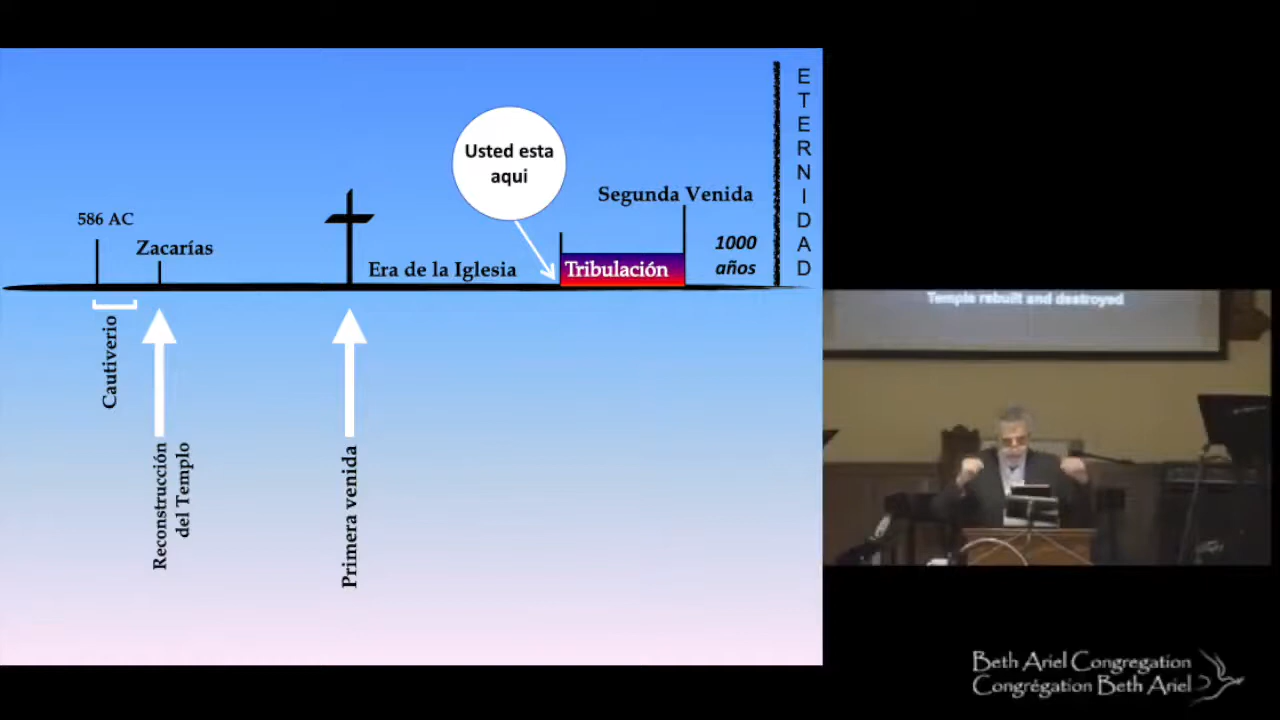 586 AC
Zacarías
Cautiverio
Reconstrucción
del Templo
Primera venida
Era de la Iglesia
Usted esta
aqui
Tribulación
Segunda Venida
1000
años
ETERNIDAD
Temple rebuilt and destroyed
Beth Ariel Congregation
Congrégation Beth Ariel